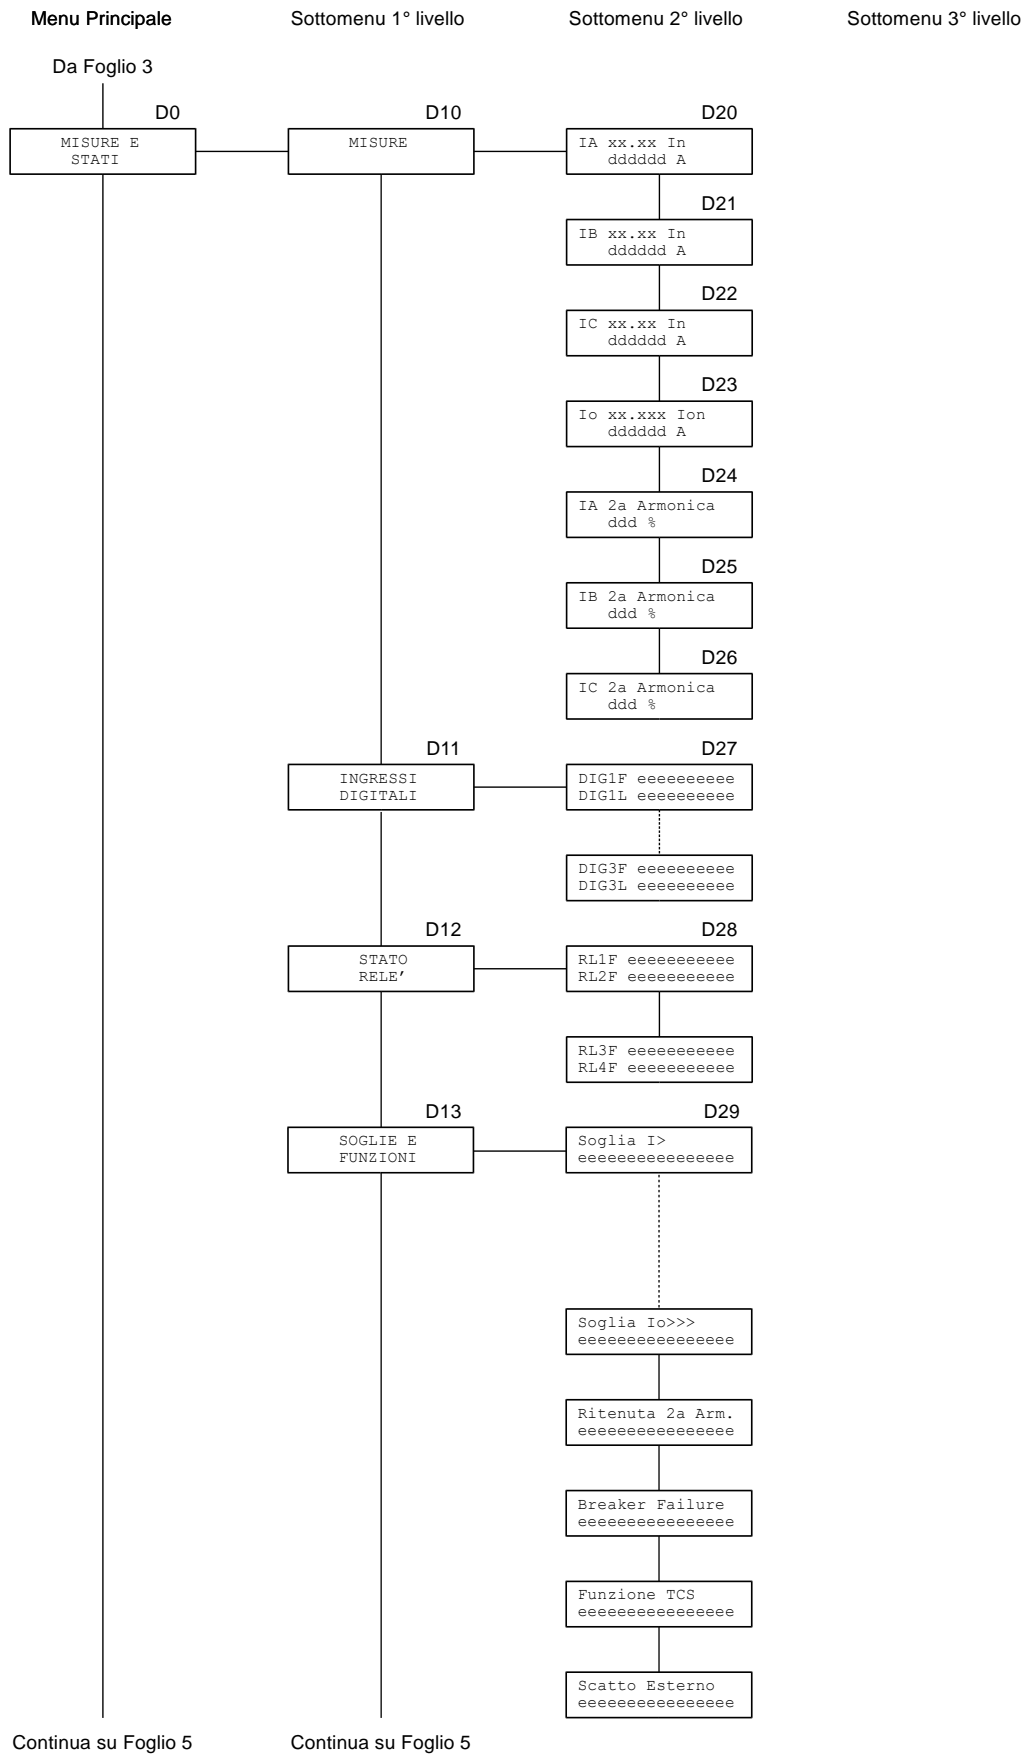 Menu Principale
Sottomenu 1° livello
Sottomenu 2° livello
Sottomenu 3° livello
Da Foglio 3
D0
D10
D20
MISURE E
STATI
MISURE
IA xx.xx In
dddddd A
D21
IB xx.xx In
dddddd A
D22
IC xx.xx In
dddddd A
D23
Io xx.xxx Ion
dddddd A
D24
IA 2a Armonica
ddd %
D25
IB 2a Armonica
ddd %
D26
IC 2a Armonica
ddd %
D11
D27
INGRESSI
DIGITALI
DIG1F eeeeeeeeee
DIG1L eeeeeeeeee
DIG3F eeeeeeeeee
DIG3L eeeeeeeeee
D12
D28
STATO
RELE'
RL1F eeeeeeeeeee
RL2F eeeeeeeeeee
RL3F eeeeeeeeeee
RL4F eeeeeeeeeee
D13
D29
SOGLIE E
FUNZIONI
Soglia I>
eeeeeeeeeeeeeeee
Soglia Io>>>
eeeeeeeeeeeeeeee
Ritenuta 2a Arm.
eeeeeeeeeeeeeeee
Breaker Failure
eeeeeeeeeeeeeeee
Funzione TCS
eeeeeeeeeeeeeeee
Scatto Esterno
eeeeeeeeeeeeeeee
Continua su Foglio 5
Continua su Foglio 5